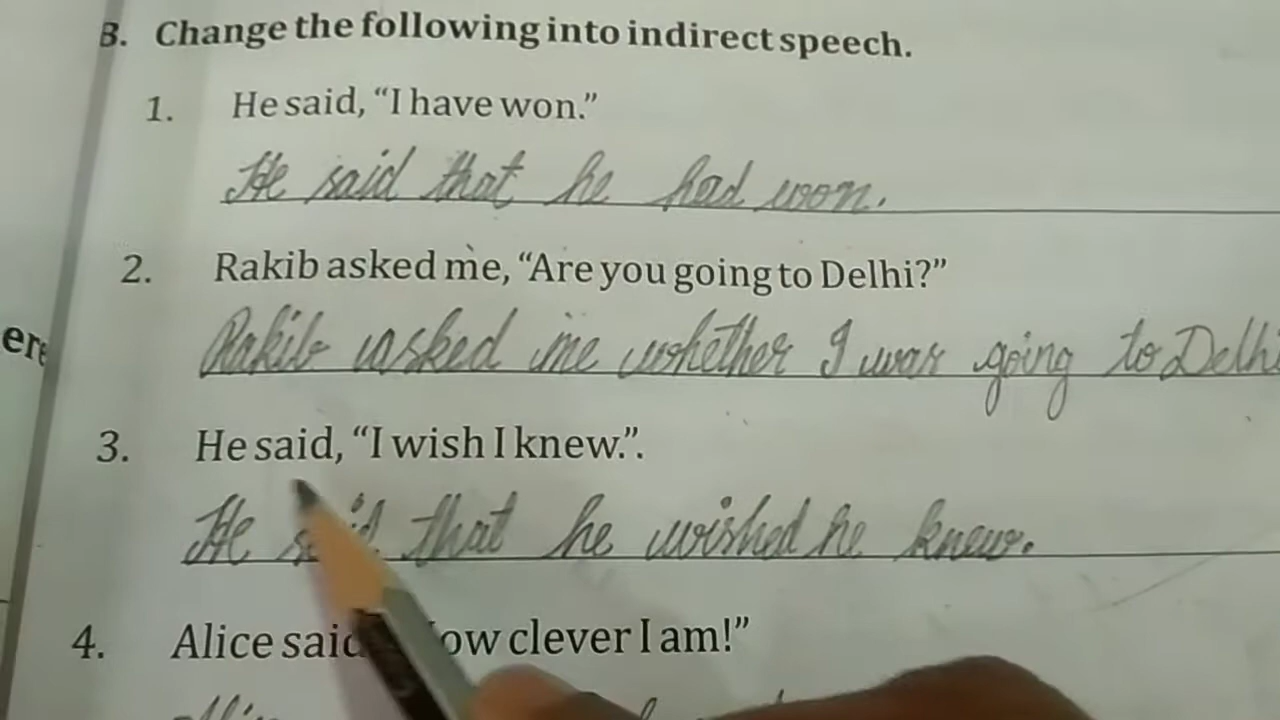 B. Change the following into indirect speech.
1. He said, “I have won.”
He said that he had won.
2. Rakib asked me, “Are you going to Delhi?”
Rakib asked me whether I was going to Delhi
3. He said, “I wish I knew.”.
He said that he wished he knew.
4. Alice said clever I am!”